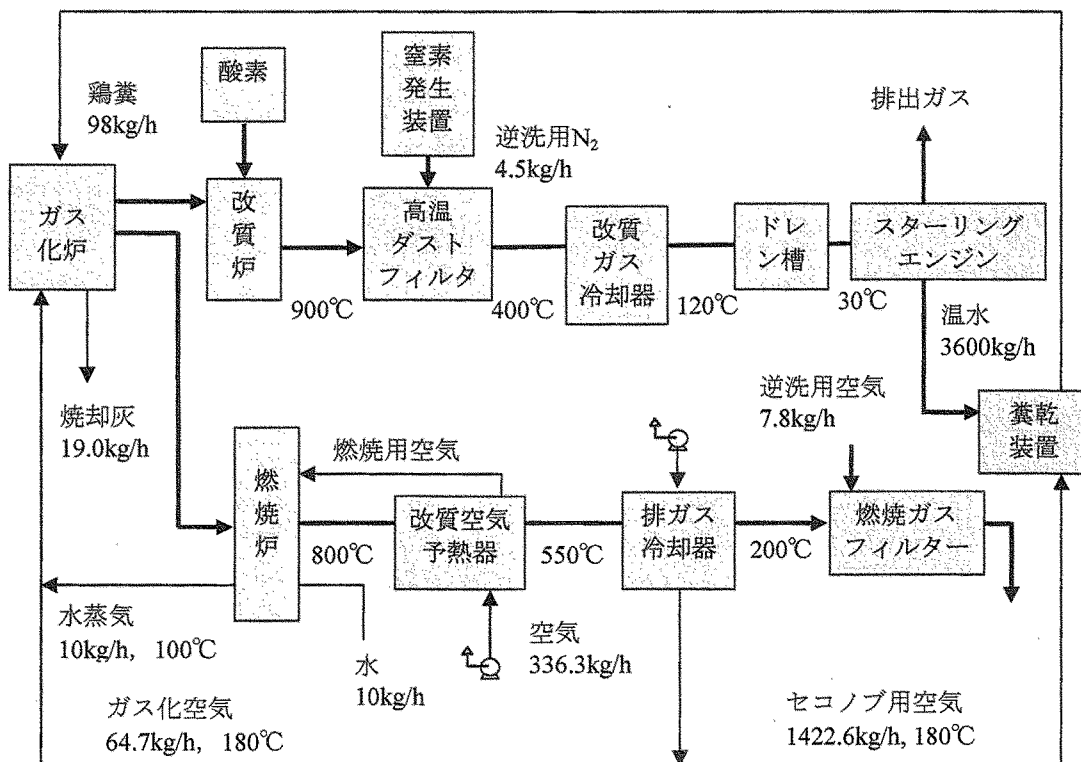 酸素
窒素
発生
装置
鶏糞
98kg/h
逆洗用N₂
4.5kg/h
排出ガス
ガス
化炉
改
質
炉
高温
ダスト
フィルタ
改質
ガス
冷却器
ドレ
ン槽
スターリング
エンジン
900℃
400℃
120℃
30℃
温水
3600kg/h
焼却灰
19.0kg/h
逆洗用空気
7.8kg/h
糞乾
装置
燃
焼
炉
燃焼用空気
改質空気
予熱器
排ガス
冷却器
燃焼ガス
フィルター
800℃
550℃
200℃
水蒸気
10kg/h, 100℃
水
10kg/h
空気
336.3kg/h
ガス化空気
64.7kg/h, 180℃
セコノブ用空気
1422.6kg/h, 180℃